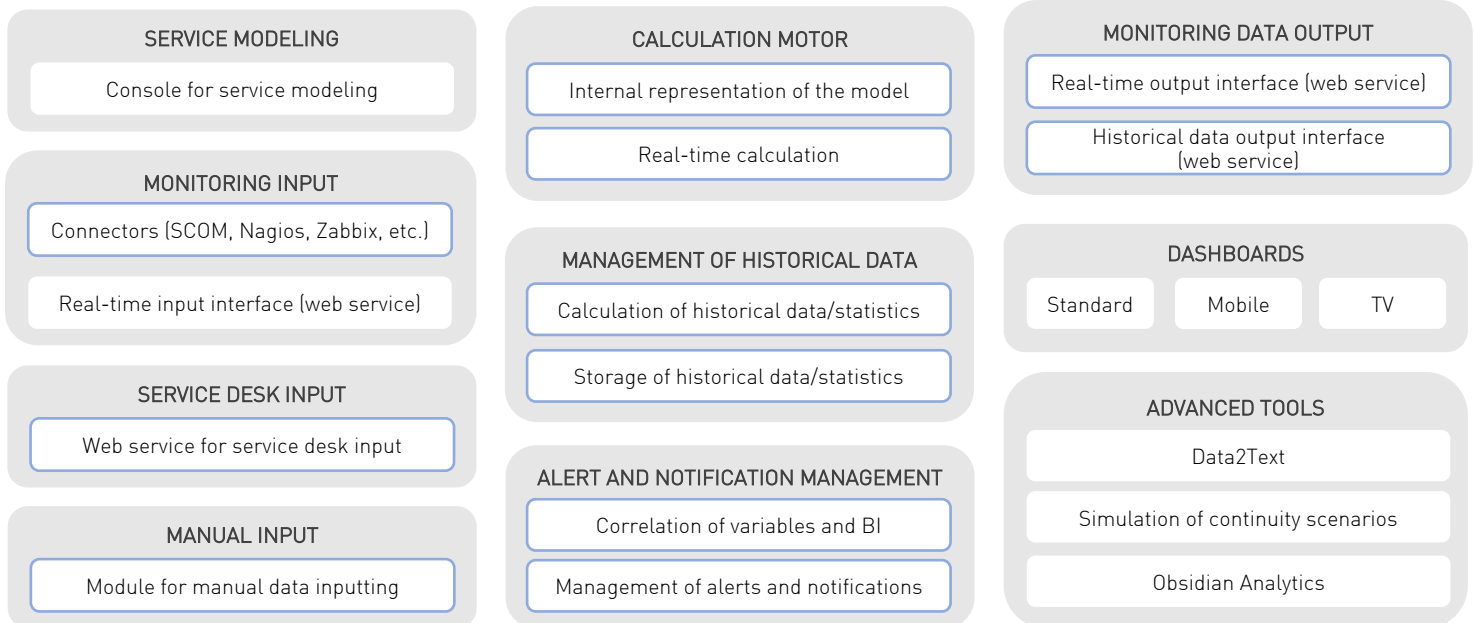 SERVICE MODELING
Console for service modeling
MONITORING INPUT
Connectors (SCOM, Nagios, Zabbix, etc.)
Real-time input interface (web service)
SERVICE DESK INPUT
Web service for service desk input
MANUAL INPUT
Module for manual data inputting
CALCULATION MOTOR
Internal representation of the model
Real-time calculation
MANAGEMENT OF HISTORICAL DATA
Calculation of historical data/statistics
Storage of historical data/statistics
ALERT AND NOTIFICATION MANAGEMENT
Correlation of variables and BI
Management of alerts and notifications
MONITORING DATA OUTPUT
Real-time output interface (web service)
Historical data output interface
(web service)
DASHBOARDS
Standard
Mobile
TV
ADVANCED TOOLS
Data2Text
Simulation of continuity scenarios
Obsidian Analytics